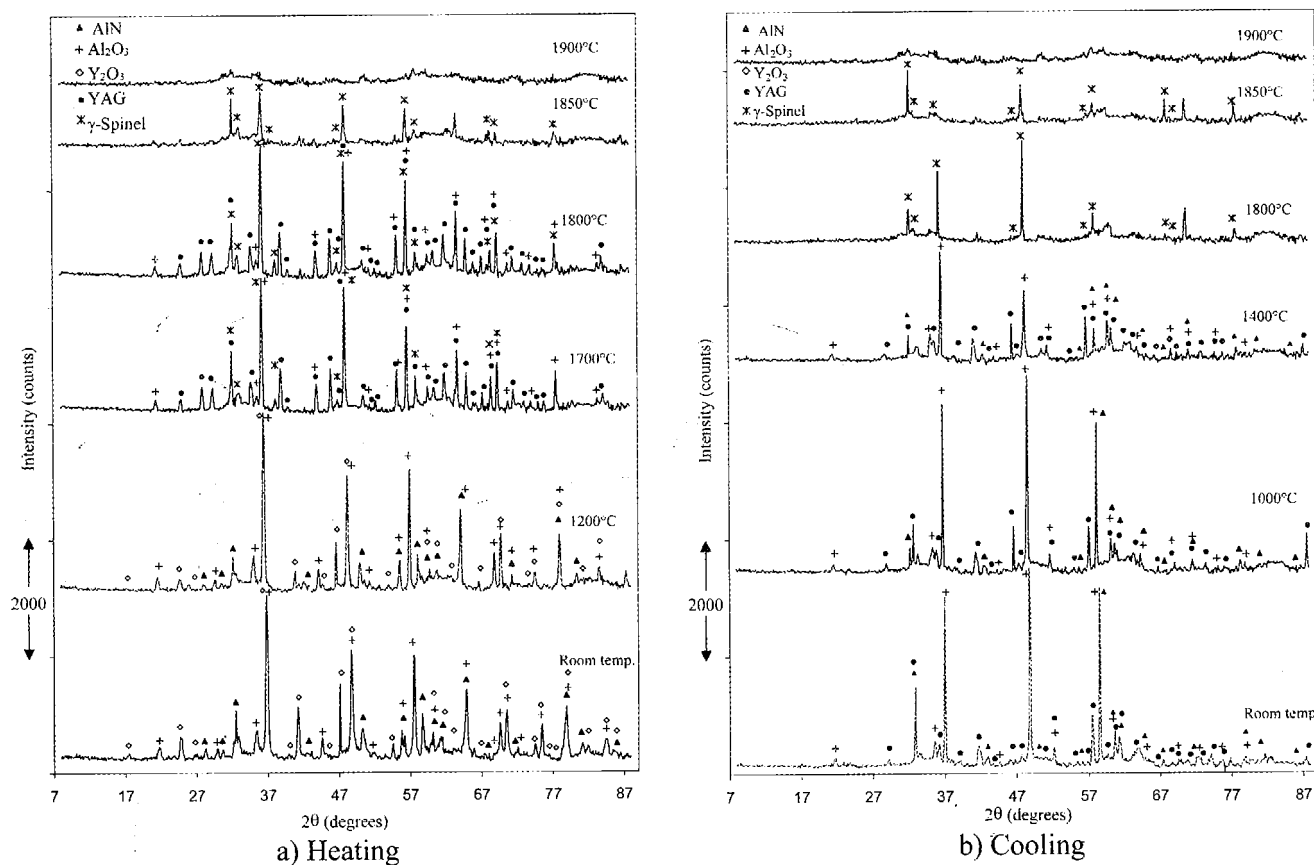 ▲ AlN
+ Al₂O₃
◇ Y₂O₃
● YAG
✳ γ-Spinel
1900°C
1850°C
1800°C
1700°C
1200°C
Room temp.
Intensity (counts)
2000
7 17 27 37 47 57 67 77 87
2θ (degrees)
a) Heating
▲ AlN
+ Al₂O₃
◇ Y₂O₃
● YAG
✳ γ-Spinel
1900°C
1850°C
1800°C
1400°C
1000°C
Room temp.
Intensity (counts)
2000
7 17 27 37 47 57 67 77 87
2θ (degrees)
b) Cooling